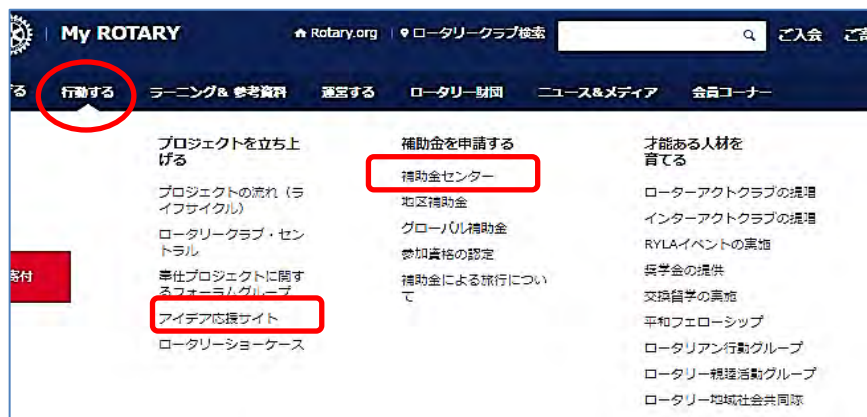 My ROTARY
Rotary.org
ロータリークラブ検索
ご入会
ご
る
行動する
ラーニング& 参考資料
運営する
ロータリー財団
ニュース&メディア
会員コーナー
プロジェクトを立ち上
げる
プロジェクトの流れ（ラ
イフサイクル）
ロータリークラブ・セン
トラル
奉仕プロジェクトに関す
るフォーラムグループ
アイデア応援サイト
ロータリーショーケース
補助金を申請する
補助金センター
地区補助金
グローバル補助金
参加資格の認定
補助金による旅行につい
て
才能ある人材を
育てる
ローターアクトクラブの提唱
インターアクトクラブの提唱
RYLAイベントの実施
奨学金の提供
交換留学の実施
平和フェローシップ
ロータリアン行動グループ
ロータリー親睦活動グループ
ロータリー地域社会共同隊
寄付